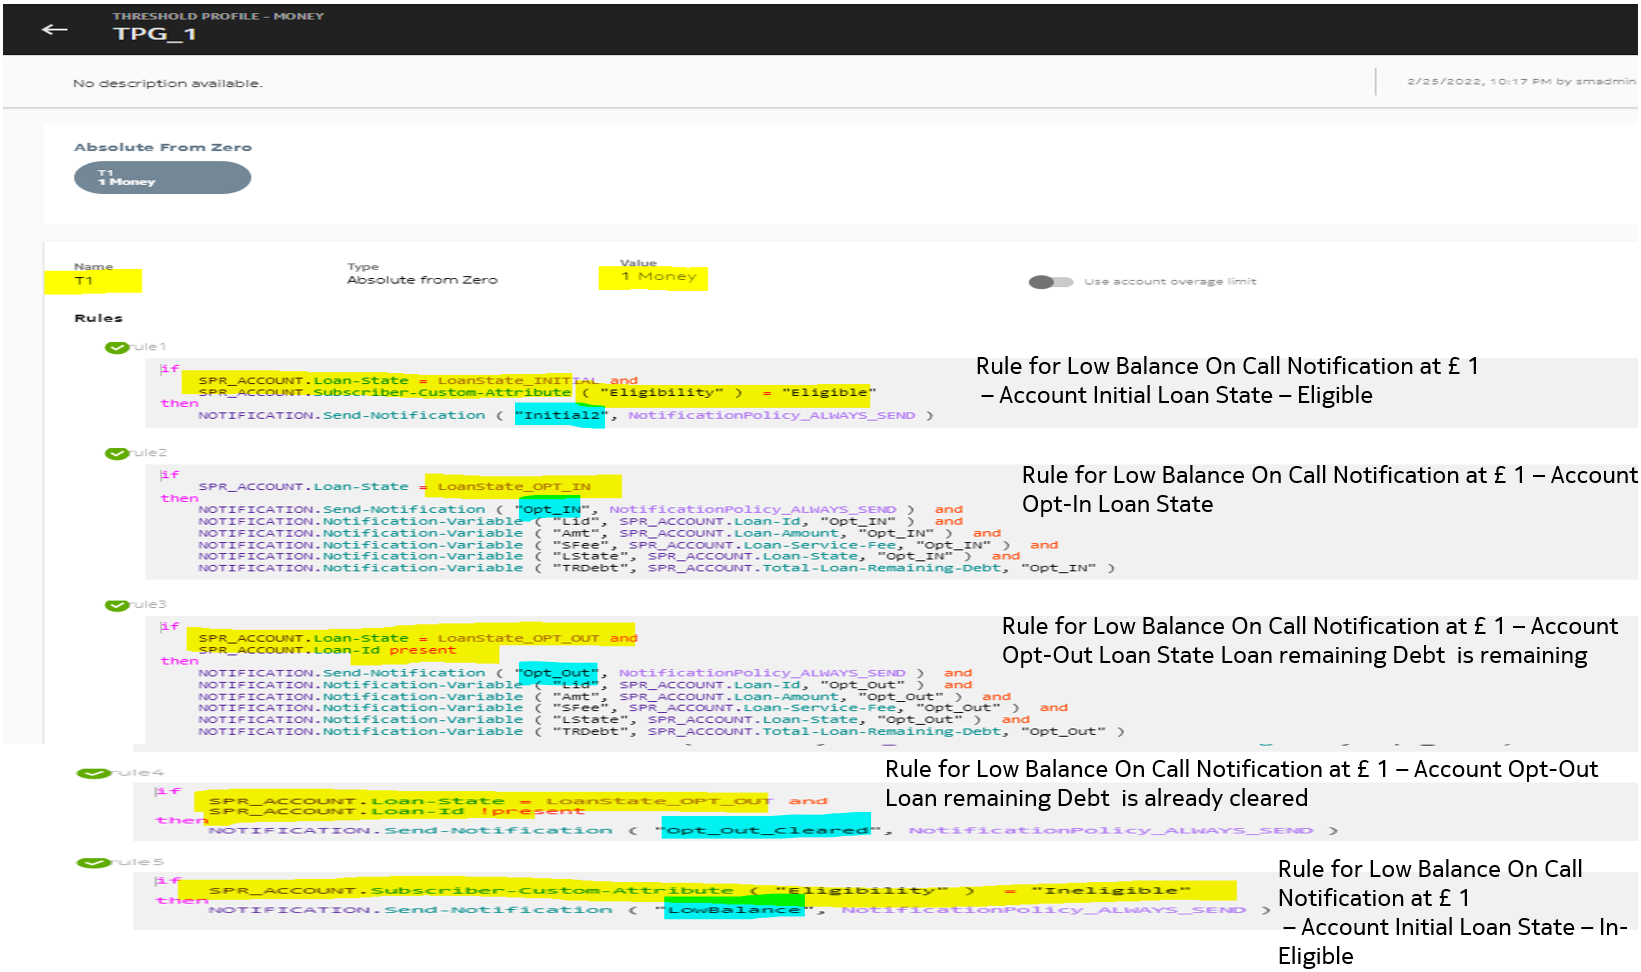 THRESHOLD PROFILE - MONEY
TPG_1
No description available.
2/25/2022, 10:17 PM by smadmin
Absolute From Zero
T1
1 Money
Name
T1
Type
Absolute from Zero
Value
1 Money
Use account overage limit
Rules
rule1
if
SPR_ACCOUNT.Loan-State = LoanState_INITIAL and
SPR_ACCOUNT.Subscriber-Custom-Attribute ( "Eligibility" ) = "Eligible"
then
NOTIFICATION.Send-Notification ( "Initial2", NotificationPolicy_ALWAYS_SEND )
Rule for Low Balance On Call Notification at £ 1
– Account Initial Loan State – Eligible
rule2
if
SPR_ACCOUNT.Loan-State = LoanState_OPT_IN
then
NOTIFICATION.Send-Notification ( "Opt_IN", NotificationPolicy_ALWAYS_SEND ) and
NOTIFICATION.Notification-Variable ( "Lid", SPR_ACCOUNT.Loan-Id, "Opt_IN" ) and
NOTIFICATION.Notification-Variable ( "Amt", SPR_ACCOUNT.Loan-Amount, "Opt_IN" ) and
NOTIFICATION.Notification-Variable ( "SFee", SPR_ACCOUNT.Loan-Service-Fee, "Opt_IN" ) and
NOTIFICATION.Notification-Variable ( "LState", SPR_ACCOUNT.Loan-State, "Opt_IN" ) and
NOTIFICATION.Notification-Variable ( "TRDebt", SPR_ACCOUNT.Total-Loan-Remaining-Debt, "Opt_IN" )
Rule for Low Balance On Call Notification at £ 1 – Account
Opt-In Loan State
rule3
if
SPR_ACCOUNT.Loan-State = LoanState_OPT_OUT and
SPR_ACCOUNT.Loan-Id present
then
NOTIFICATION.Send-Notification ( "Opt_Out", NotificationPolicy_ALWAYS_SEND ) and
NOTIFICATION.Notification-Variable ( "Lid", SPR_ACCOUNT.Loan-Id, "Opt_Out" ) and
NOTIFICATION.Notification-Variable ( "Amt", SPR_ACCOUNT.Loan-Amount, "Opt_Out" ) and
NOTIFICATION.Notification-Variable ( "SFee", SPR_ACCOUNT.Loan-Service-Fee, "Opt_Out" ) and
NOTIFICATION.Notification-Variable ( "LState", SPR_ACCOUNT.Loan-State, "Opt_Out" ) and
NOTIFICATION.Notification-Variable ( "TRDebt", SPR_ACCOUNT.Total-Loan-Remaining-Debt, "Opt_Out" )
Rule for Low Balance On Call Notification at £ 1 – Account
Opt-Out Loan State Loan remaining Debt is remaining
rule4
if
SPR_ACCOUNT.Loan-State = LoanState_OPT_OUT and
SPR_ACCOUNT.Loan-Id !present
then
NOTIFICATION.Send-Notification ( "Opt_Out_Cleared", NotificationPolicy_ALWAYS_SEND )
Rule for Low Balance On Call Notification at £ 1 – Account Opt-Out
Loan remaining Debt is already cleared
rule5
if
SPR_ACCOUNT.Subscriber-Custom-Attribute ( "Eligibility" ) = "Ineligible"
then
NOTIFICATION.Send-Notification ( "LowBalance", NotificationPolicy_ALWAYS_SEND )
Rule for Low Balance On Call
Notification at £ 1
– Account Initial Loan State – In-
Eligible